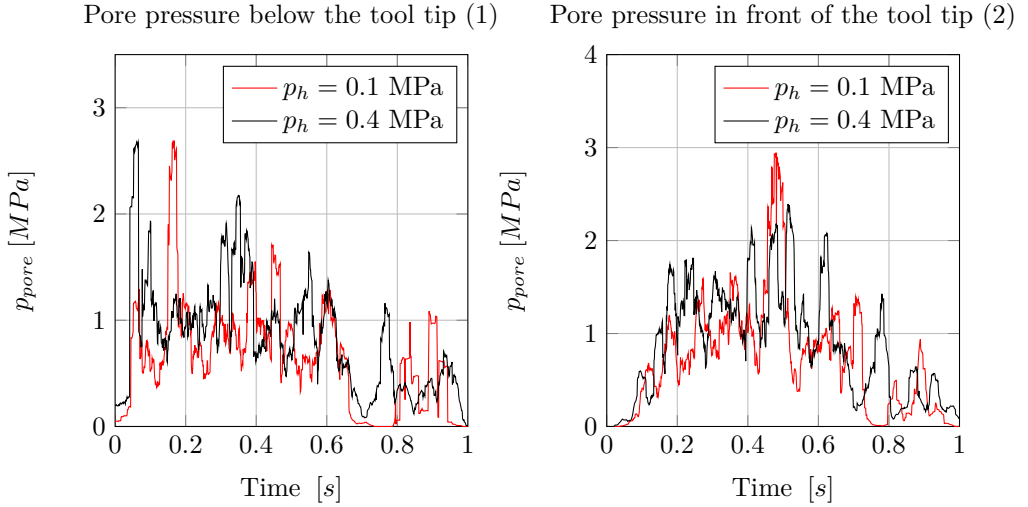 Pore pressure below the tool tip (1)
p_h = 0.1 MPa
p_h = 0.4 MPa
3
2
1
0
p_pore [MPa]
0
0.2
0.4
0.6
0.8
1
Time [s]
Pore pressure in front of the tool tip (2)
p_h = 0.1 MPa
p_h = 0.4 MPa
4
3
2
1
0
p_pore [MPa]
0
0.2
0.4
0.6
0.8
1
Time [s]